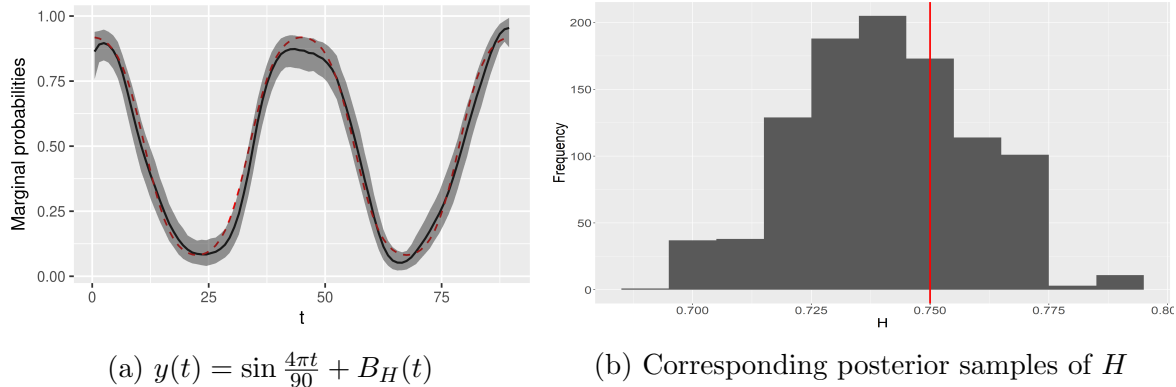 1.00
0.75
0.50
0.25
0.00
Marginal probabilities
0 25 50 75
t
(a) y(t) = sin 4πt/90 + B_H(t)
200
150
100
50
0
Frequency
0.700 0.725 0.750 0.775 0.80
H
(b) Corresponding posterior samples of H